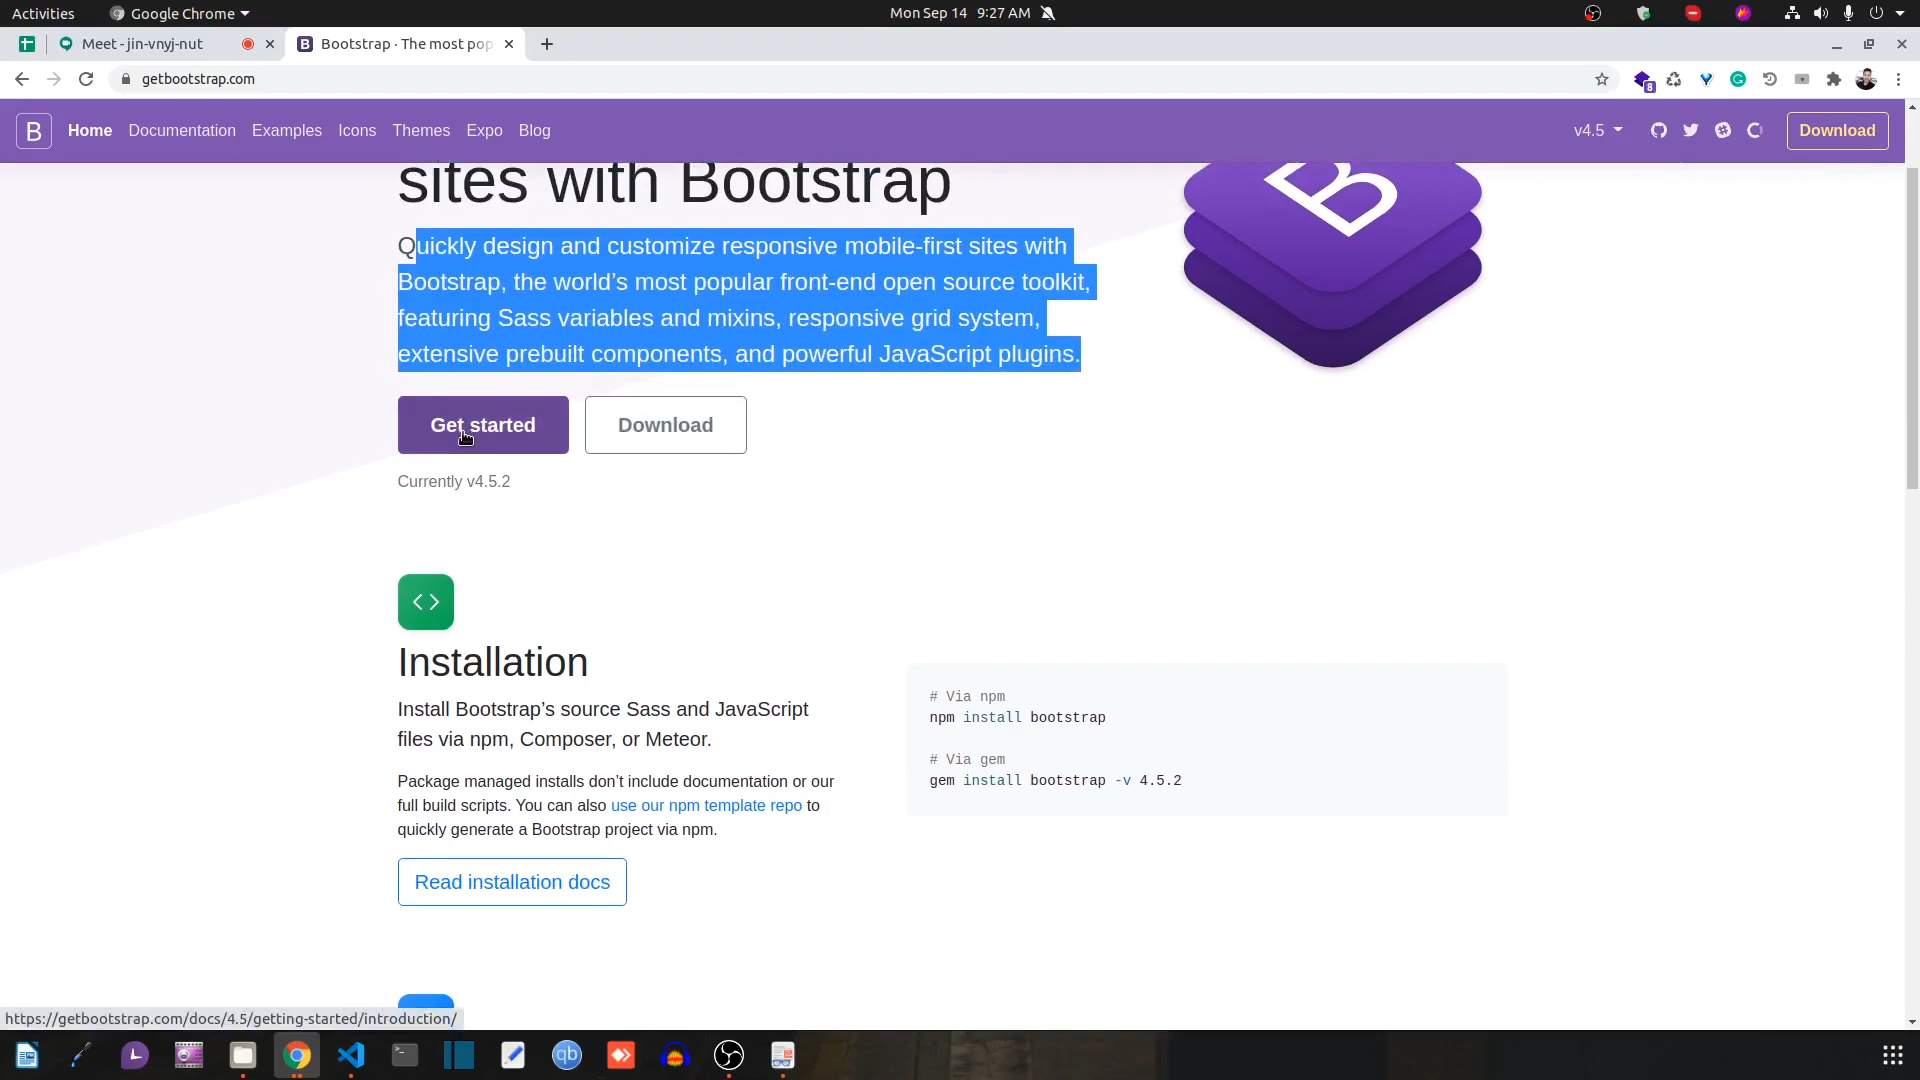 Activities
Google Chrome
Mon Sep 14 9:27 AM
Meet - jin-vnyj-nut
Bootstrap · The most pop
getbootstrap.com
8
B
Home
Documentation
Examples
Icons
Themes
Expo
Blog
v4.5
Download
sites with Bootstrap
Quickly design and customize responsive mobile-first sites with
Bootstrap, the world’s most popular front-end open source toolkit,
featuring Sass variables and mixins, responsive grid system,
extensive prebuilt components, and powerful JavaScript plugins.
B
Get started
Download
Currently v4.5.2
Installation
Install Bootstrap’s source Sass and JavaScript
files via npm, Composer, or Meteor.
Package managed installs don’t include documentation or our
full build scripts. You can also use our npm template repo to
quickly generate a Bootstrap project via npm.
Read installation docs
# Via npm
npm install bootstrap
# Via gem
gem install bootstrap -v 4.5.2
https://getbootstrap.com/docs/4.5/getting-started/introduction/
qb